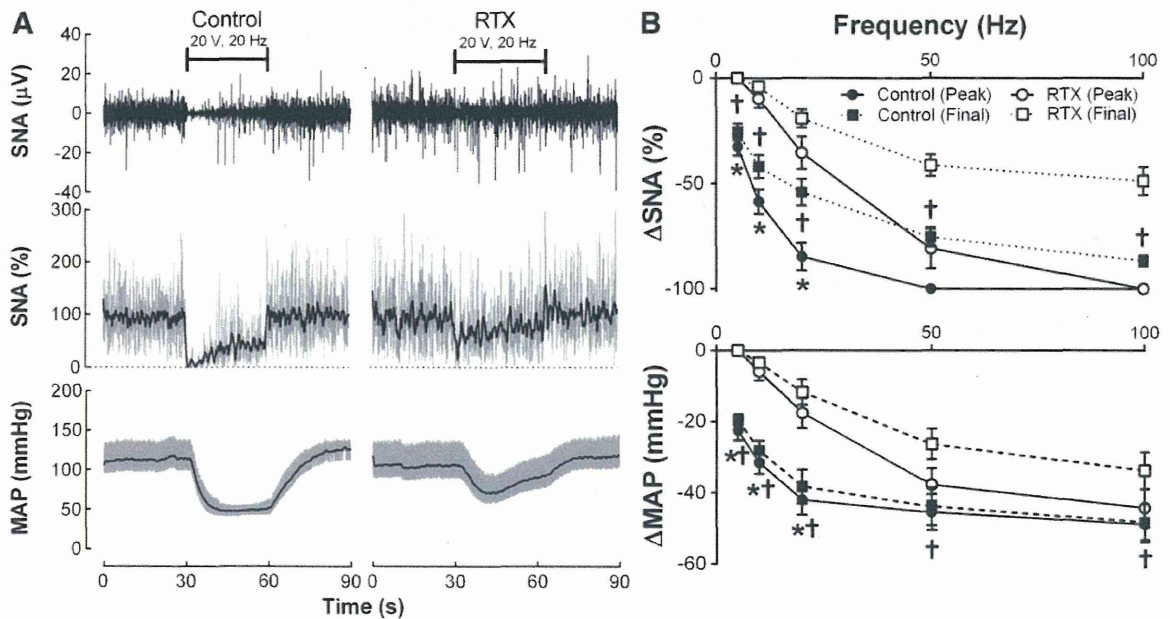 A
Control
20 V, 20 Hz
RTX
20 V, 20 Hz
SNA (µV)
40
20
0
-20
-40
SNA (%)
300
200
100
0
MAP (mmHg)
200
150
100
50
0
0 30 60 90
0 30 60 90
Time (s)
B
Frequency (Hz)
0 50 100
ΔSNA (%)
0
-50
-100
Control (Peak) RTX (Peak)
Control (Final) RTX (Final)
† † † † †
* * *
0 50 100
ΔMAP (mmHg)
0
-20
-40
-60
*† *† *† † †